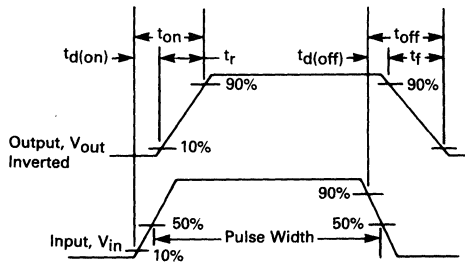 ton
toff
td(on)
tr
td(off)
tf
90%
90%
Output, Vout
Inverted
10%
90%
50%
50%
Input, Vin
Pulse Width
10%